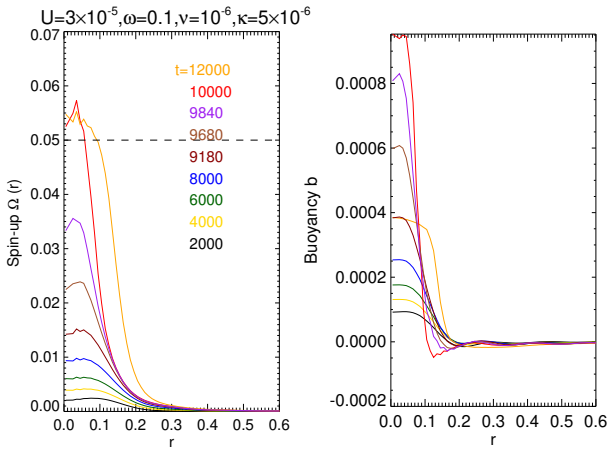 U=3×10⁻⁵,ω=0.1,ν=10⁻⁶,κ=5×10⁻⁶
0.07
0.06
0.05
0.04
0.03
0.02
0.01
0.00
Spin-up Ω (r)
t=12000
10000
9840
9680
9180
8000
6000
4000
2000
0.0 0.1 0.2 0.3 0.4 0.5 0.6
r
0.0008
0.0006
0.0004
0.0002
0.0000
-0.0002
Buoyancy b
0.0 0.1 0.2 0.3 0.4 0.5 0.6
r